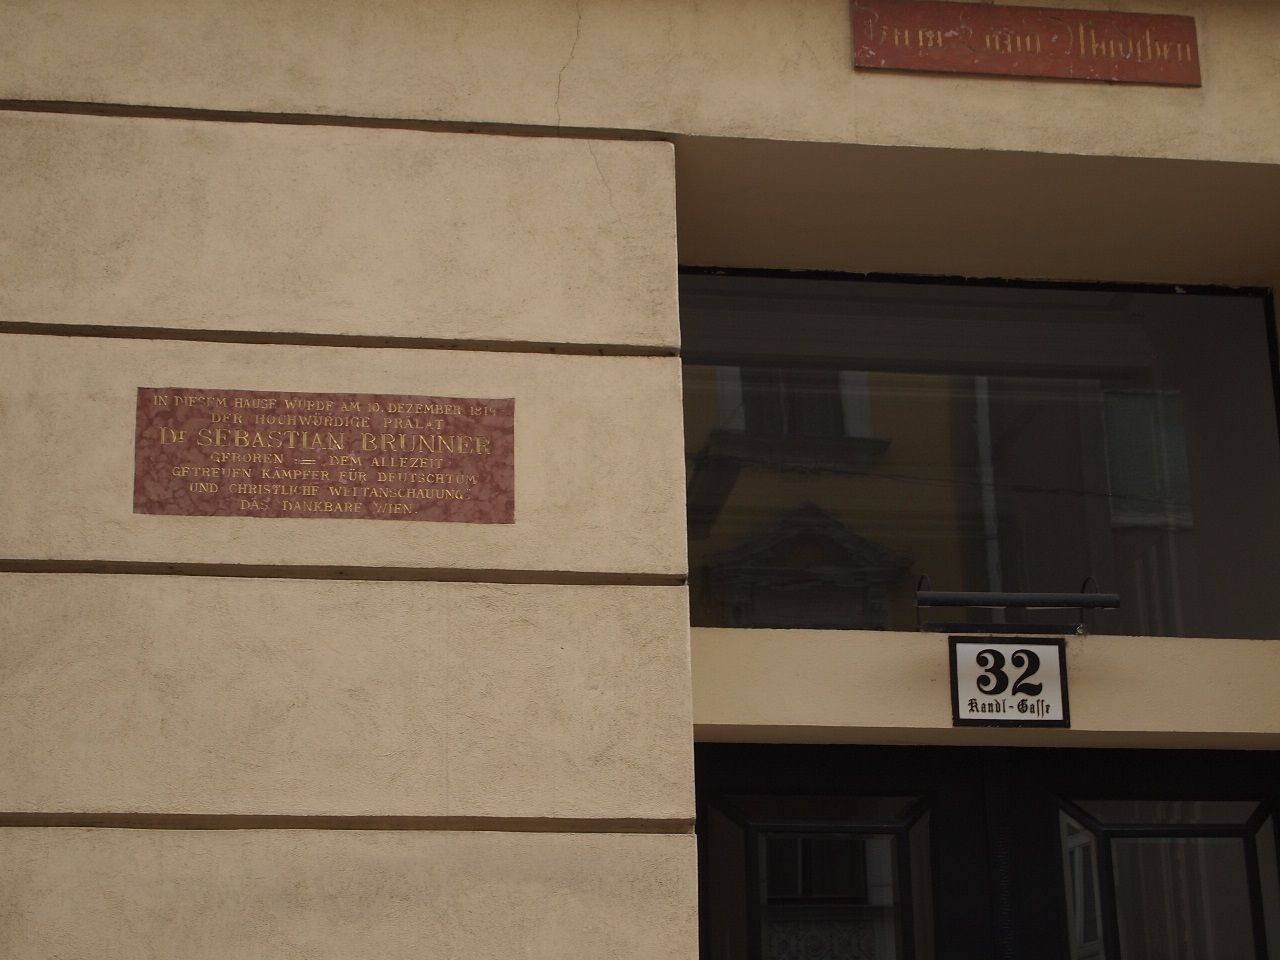 Mädchen
IN DIESEM HAUSE WURDE AM 10. DEZEMBER 1814
DER HOCHWÜRDIGE PRÄLAT
DR SEBASTIAN BRUNNER
GEBOREN = DEM ALLEZEIT
GETREUEN KÄMPFER FÜR DEUTSCHTUM
UND CHRISTLICHE WELTANSCHAUUNG
DAS DANKBARE WIEN.
32
Kandl-Gasse